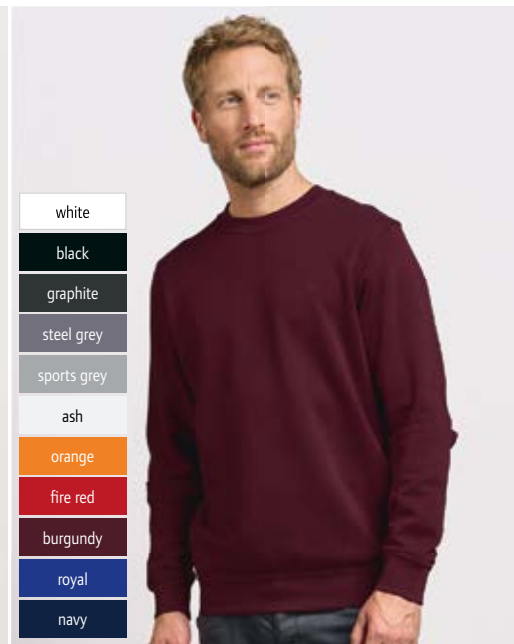 white
black
graphite
steel grey
sports grey
ash
orange
fire red
burgundy
royal
navy